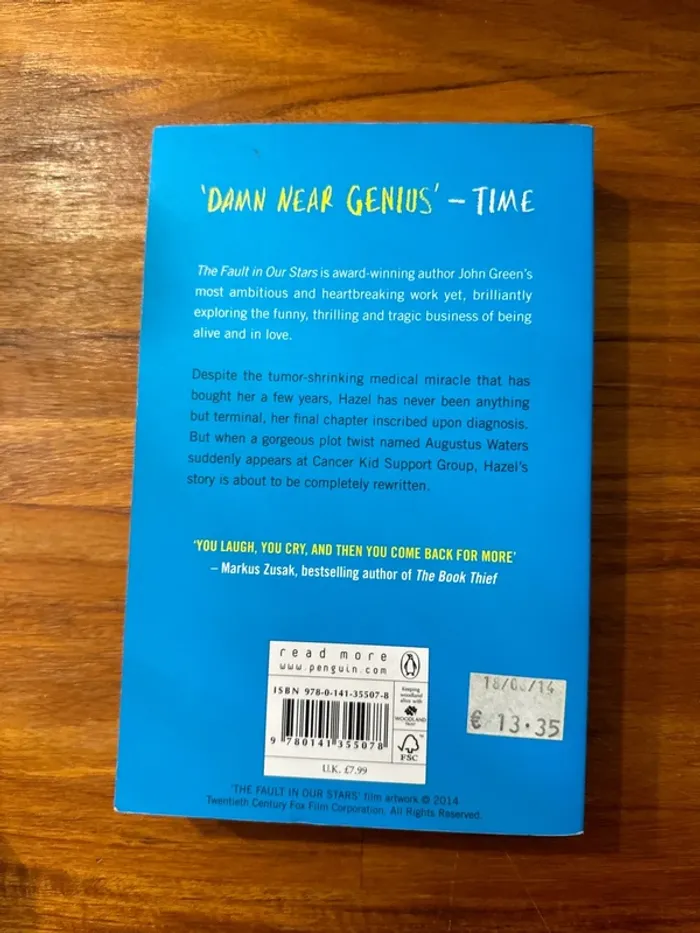 ‘DAMN NEAR GENIUS’ – TIME
The Fault in Our Stars is award-winning author John Green’s
most ambitious and heartbreaking work yet, brilliantly
exploring the funny, thrilling and tragic business of being
alive and in love.
Despite the tumor-shrinking medical miracle that has
bought her a few years, Hazel has never been anything
but terminal, her final chapter inscribed upon diagnosis.
But when a gorgeous plot twist named Augustus Waters
suddenly appears at Cancer Kid Support Group, Hazel’s
story is about to be completely rewritten.
‘YOU LAUGH, YOU CRY, AND THEN YOU COME BACK FOR MORE’
– Markus Zusak, bestselling author of The Book Thief
read more
www.penguin.com
ISBN 978-0-141-35507-8
9 780141 355078
Keeping
woodland
alive with
WOODLAND
FSC
U.K. £7.99
€ 13.35
‘THE FAULT IN OUR STARS’ film artwork © 2014
Twentieth Century Fox Film Corporation. All Rights Reserved.